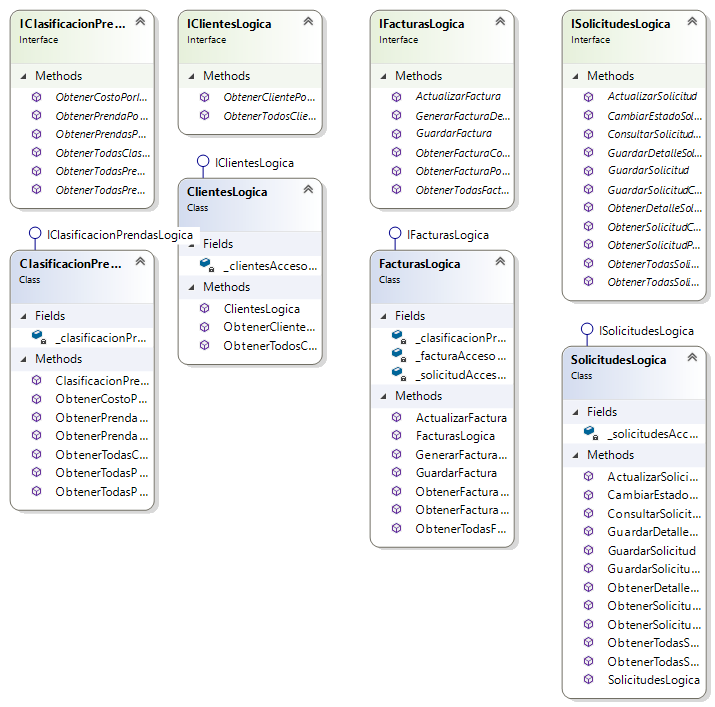 IClasificacionPre...
Interface
Methods
ObtenerCostoPorI...
ObtenerPrendaPo...
ObtenerPrendasP...
ObtenerTodasClas...
ObtenerTodasPre...
ObtenerTodasPre...
IClientesLogica
Interface
Methods
ObtenerClientePo...
ObtenerTodosClie...
IFacturasLogica
Interface
Methods
ActualizarFactura
GenerarFacturaDe...
GuardarFactura
ObtenerFacturaCo...
ObtenerFacturaPo...
ObtenerTodasFact...
ISolicitudesLogica
Interface
Methods
ActualizarSolicitud
CambiarEstadoSol...
ConsultarSolicitud...
GuardarDetalleSol...
GuardarSolicitud
GuardarSolicitudC...
ObtenerDetalleSol...
ObtenerSolicitudC...
ObtenerSolicitudP...
ObtenerTodasSoli...
ObtenerTodasSoli...
IClasificacionPrendasLogica
ClasificacionPre...
Class
Fields
_clasificacionPr...
Methods
ClasificacionPre...
ObtenerCostoP...
ObtenerPrenda...
ObtenerPrenda...
ObtenerTodasC...
ObtenerTodasP...
ObtenerTodasP...
IClientesLogica
ClientesLogica
Class
Fields
_clientesAcceso...
Methods
ClientesLogica
ObtenerCliente...
ObtenerTodosC...
IFacturasLogica
FacturasLogica
Class
Fields
_clasificacionPr...
_facturaAcceso...
_solicitudAcces...
Methods
ActualizarFactura
FacturasLogica
GenerarFactura...
GuardarFactura
ObtenerFactura...
ObtenerFactura...
ObtenerTodasF...
ISolicitudesLogica
SolicitudesLogica
Class
Fields
_solicitudesAcc...
Methods
ActualizarSolici...
CambiarEstado...
ConsultarSolicit...
GuardarDetalle...
GuardarSolicitud
GuardarSolicitu...
ObtenerDetalle...
ObtenerSolicitu...
ObtenerSolicitu...
ObtenerTodasS...
ObtenerTodasS...
SolicitudesLogica